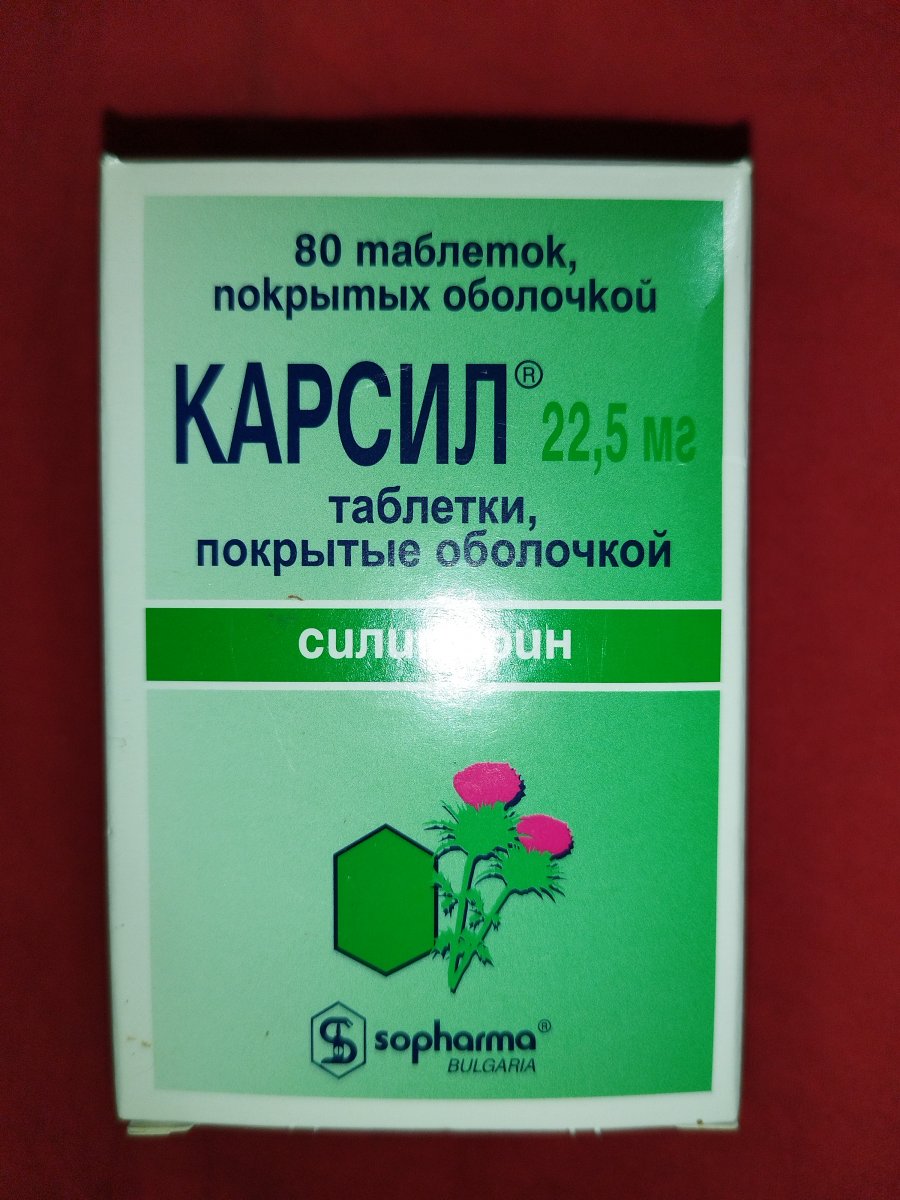 80 таблеток,
покрытых оболочкой
КАРСИЛ® 22,5 мг
таблетки,
покрытые оболочкой
sopharma®
BULGARIA